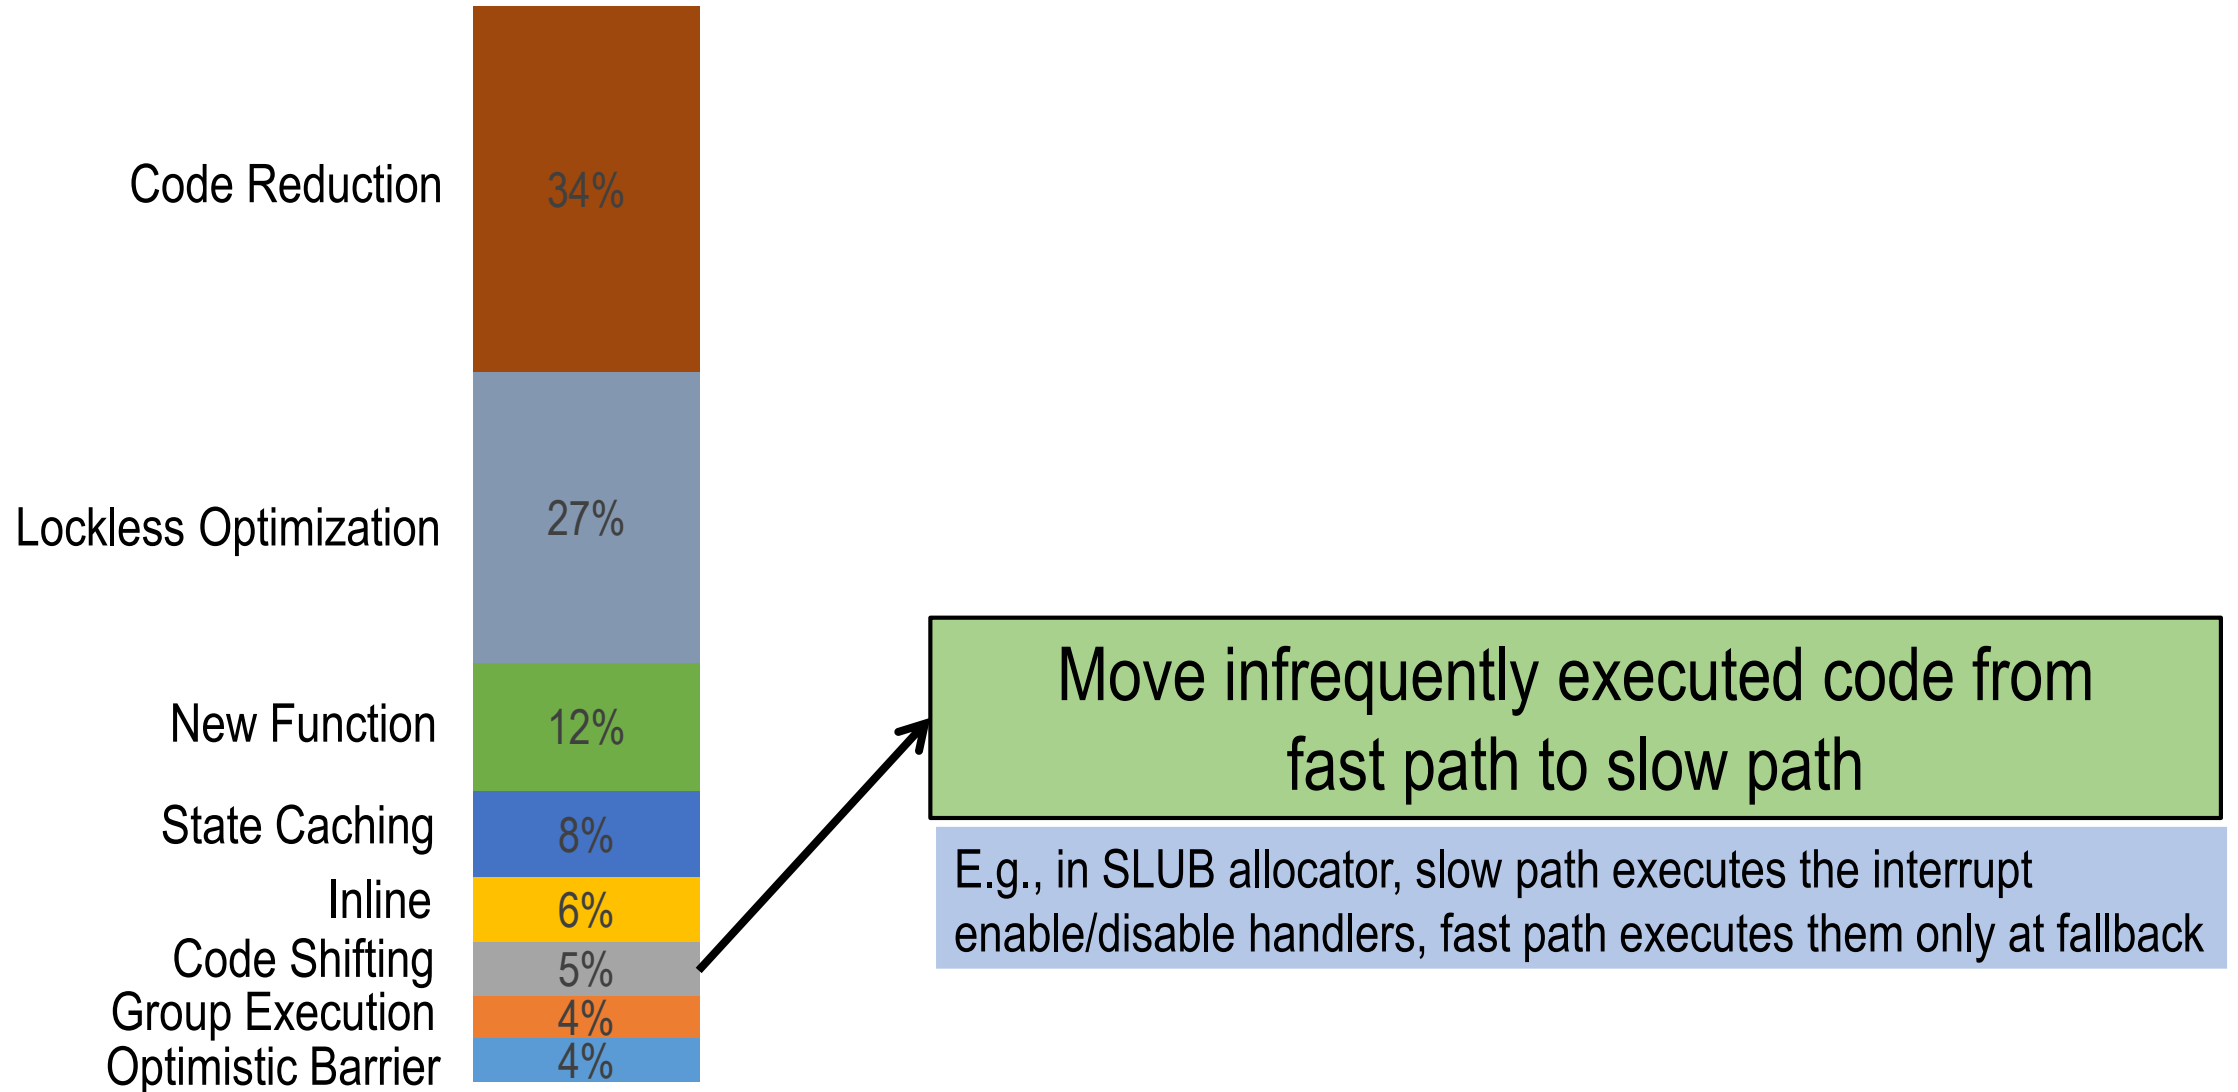 Code Reduction 34%
Lockless Optimization 27%
New Function 12%
State Caching 8%
Inline 6%
Code Shifting 5%
Group Execution 4%
Optimistic Barrier 4%
Move infrequently executed code from
fast path to slow path
E.g., in SLUB allocator, slow path executes the interrupt
enable/disable handlers, fast path executes them only at fallback